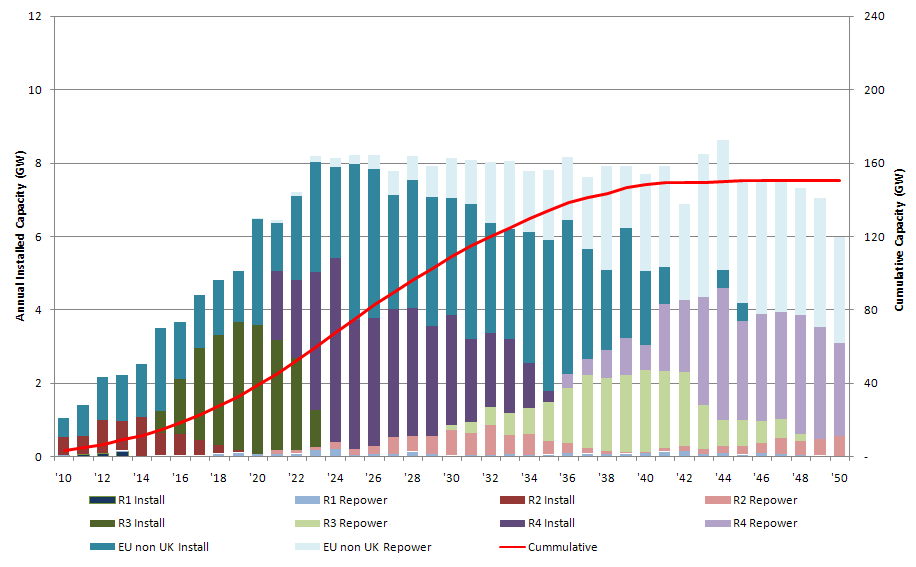 12
10
8
6
4
2
0
Annual Installed Capacity (GW)
240
200
160
120
80
40
-
Cumulative Capacity (GW)
'10 '12 '14 '16 '18 '20 '22 '24 '26 '28 '30 '32 '34 '36 '38 '40 '42 '44 '46 '48 '50
R1 Install R1 Repower R2 Install R2 Repower
R3 Install R3 Repower R4 Install R4 Repower
EU non UK Install EU non UK Repower Cummulative